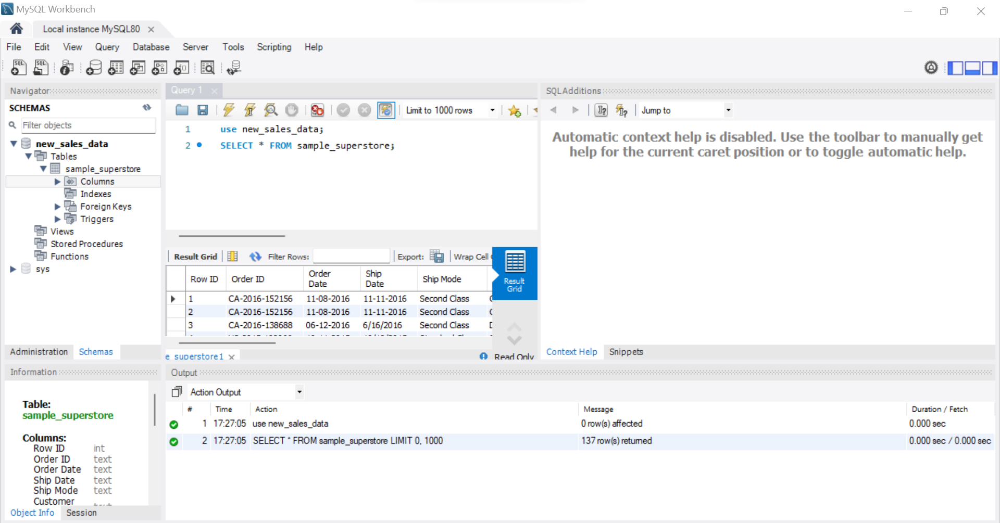 MySQL Workbench
Local instance MySQL80
File Edit View Query Database Server Tools Scripting Help
Navigator
SCHEMAS
Filter objects
new_sales_data
Tables
sample_superstore
Columns
Indexes
Foreign Keys
Triggers
Views
Stored Procedures
Functions
sys
Administration Schemas
Query 1
Limit to 1000 rows
1 use new_sales_data;
2 SELECT * FROM sample_superstore;
Result Grid Filter Rows: Export: Wrap Cell
Row ID Order ID Order Date Ship Date Ship Mode
1 CA-2016-152156 11-08-2016 11-11-2016 Second Class
2 CA-2016-152156 11-08-2016 11-11-2016 Second Class
3 CA-2016-138688 06-12-2016 6/16/2016 Second Class
Result
Grid
e_superstore1
Read Only
SQLAdditions
Jump to
Automatic context help is disabled. Use the toolbar to manually get
help for the current caret position or to toggle automatic help.
Context Help Snippets
Information
Table:
sample_superstore
Columns:
Row ID int
Order ID text
Order Date text
Ship Date text
Ship Mode text
Customer
Object Info Session
Output
Action Output
# Time Action Message Duration / Fetch
1 17:27:05 use new_sales_data 0 row(s) affected 0.000 sec
2 17:27:05 SELECT * FROM sample_superstore LIMIT 0, 1000 137 row(s) returned 0.000 sec / 0.000 sec